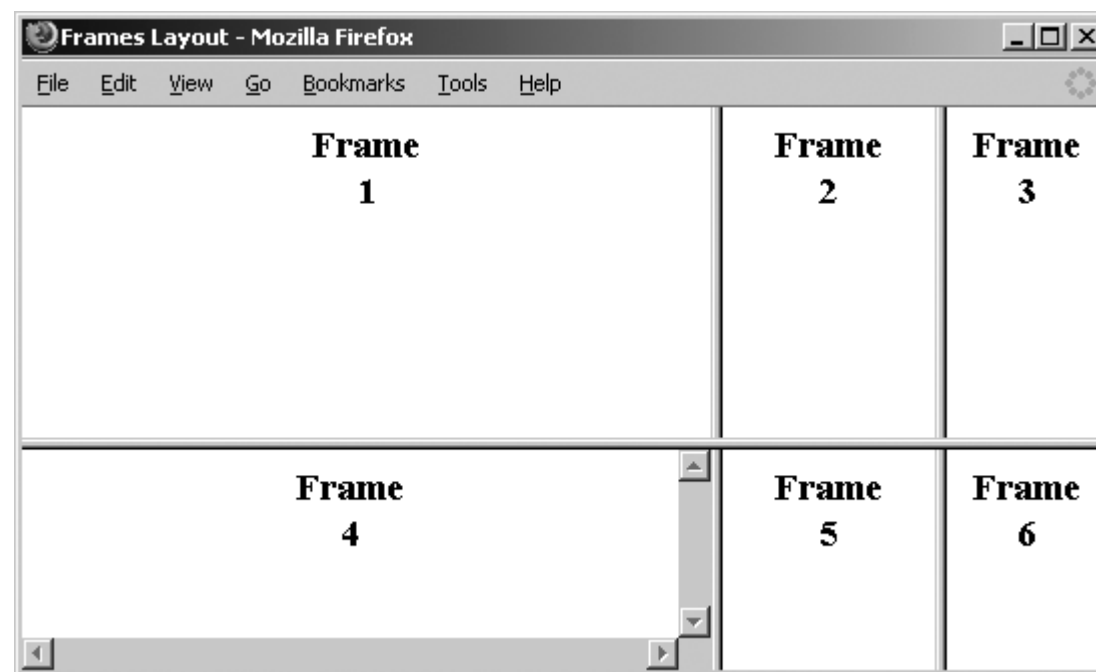 Frames Layout - Mozilla Firefox
File Edit View Go Bookmarks Tools Help
Frame
1
Frame
2
Frame
3
Frame
4
Frame
5
Frame
6